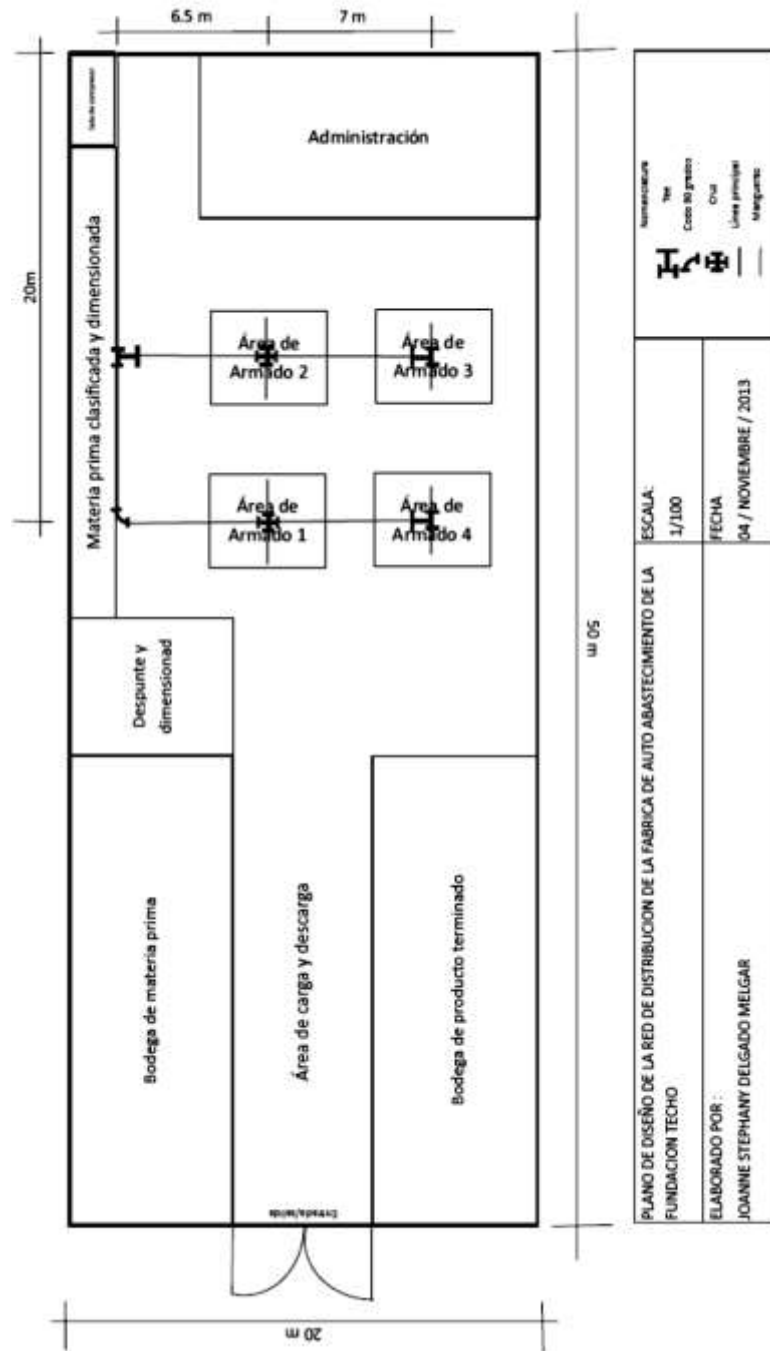 6.5 m
7 m
20m
Administración
Materia prima clasificada y dimensionada
Área de
Armado 2
Área de
Armado 3
Área de
Armado 1
Área de
Armado 4
Despunte y
dimensionad
Bodega de materia prima
Área de carga y descarga
Bodega de producto terminado
Entrada/salida
50 m
20 m
Nomenclatura
Tee
Codo 90 grados
Cruz
Línea principal
Manguera
PLANO DE DISEÑO DE LA RED DE DISTRIBUCION DE LA FABRICA DE AUTO ABASTECIMIENTO DE LA
FUNDACION TECHO
ESCALA:
1/100
ELABORADO POR :
JOANNE STEPHANY DELGADO MELGAR
FECHA
04 / NOVIEMBRE / 2013